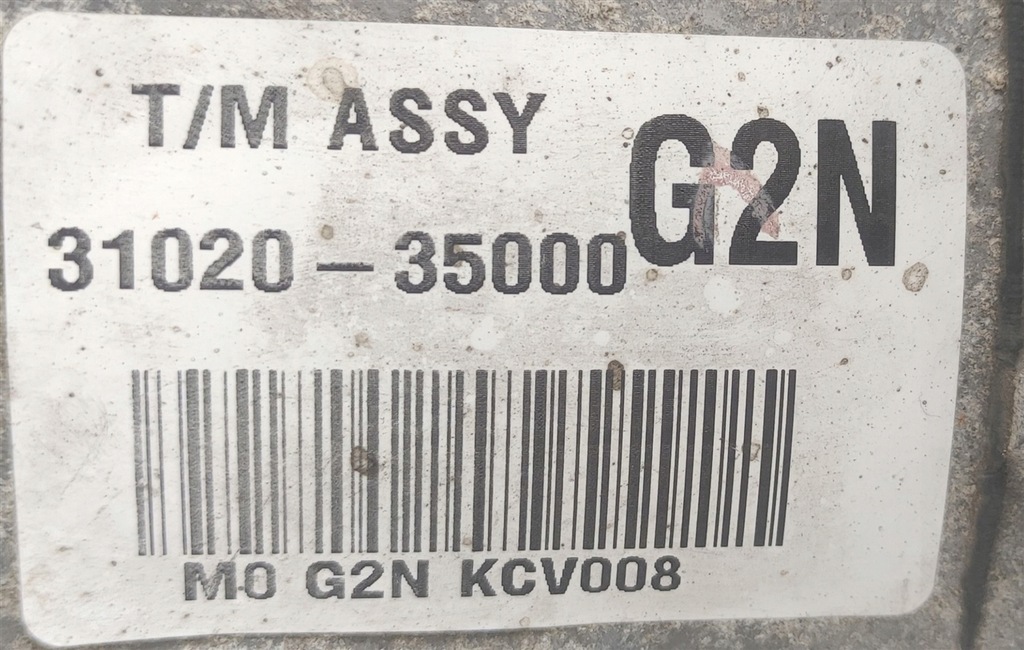 T/M ASSY
G2N
31020-35000
M0 G2N KCV008